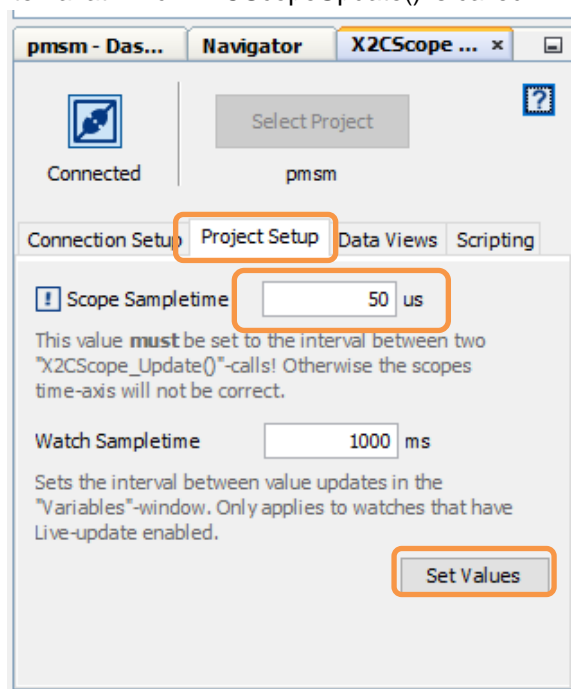 pmsm - Das... Navigator X2CScope ... ×
Select Project
Connected pmsm
Connection Setup Project Setup Data Views Scripting
! Scope Sampletime 50 us
This value must be set to the interval between two
"X2CScope_Update()"-calls! Otherwise the scopes
time-axis will not be correct.
Watch Sampletime 1000 ms
Sets the interval between value updates in the
"Variables"-window. Only applies to watches that have
Live-update enabled.
Set Values